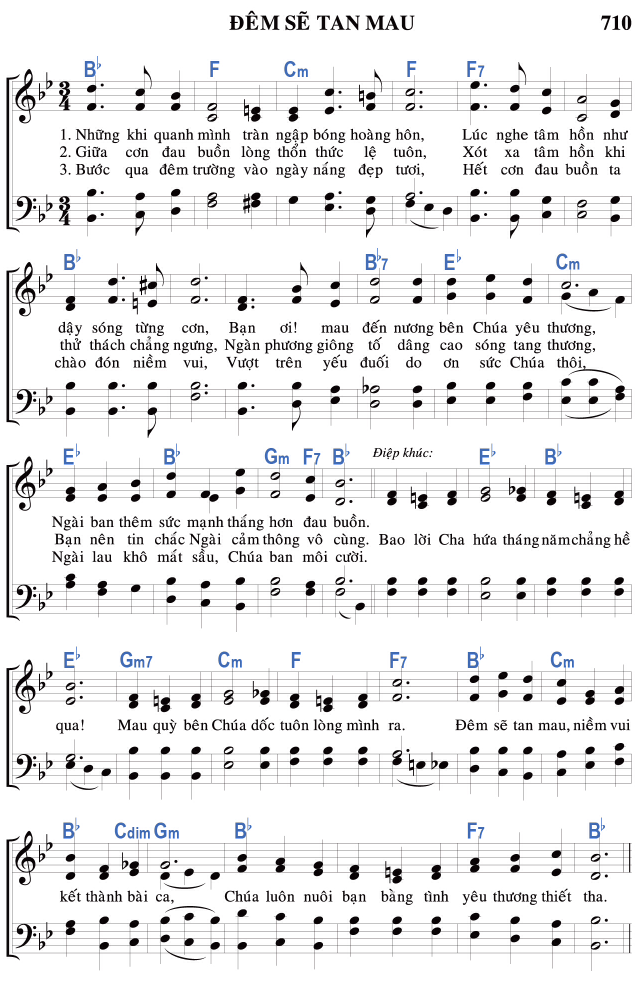 ĐÊM SẼ TAN MAU 710
B♭ F Cm F F7
3/4
1. Những khi quanh mình tràn ngập bóng hoàng hôn, Lúc nghe tâm hồn như
2. Giữa cơn đau buồn lòng thổn thức lệ tuôn, Xót xa tâm hồn khi
3. Bước qua đêm trường vào ngày nắng đẹp tươi, Hết cơn đau buồn ta
3/4
B♭ B♭7 E♭ Cm
dậy sóng từng cơn, Bạn ơi! mau đến nương bên Chúa yêu thương,
thử thách chẳng ngưng, Ngàn phương giông tố dâng cao sóng tang thương,
chào đón niềm vui, Vượt trên yếu đuối do ơn sức Chúa thôi,
E♭ B♭ Gm F7 B♭ Điệp khúc: E♭ B♭
Ngài ban thêm sức mạnh thắng hơn đau buồn.
Bạn nên tin chắc Ngài cảm thông vô cùng. Bao lời Cha hứa tháng năm chẳng hề
Ngài lau khô mắt sầu, Chúa ban môi cười.
E♭ Gm7 Cm F F7 B♭ Cm
qua! Mau quỳ bên Chúa dốc tuôn lòng mình ra. Đêm sẽ tan mau, niềm vui
B♭ Cdim Gm B♭ F7 B♭
kết thành bài ca, Chúa luôn nuôi bạn bằng tình yêu thương thiết tha.